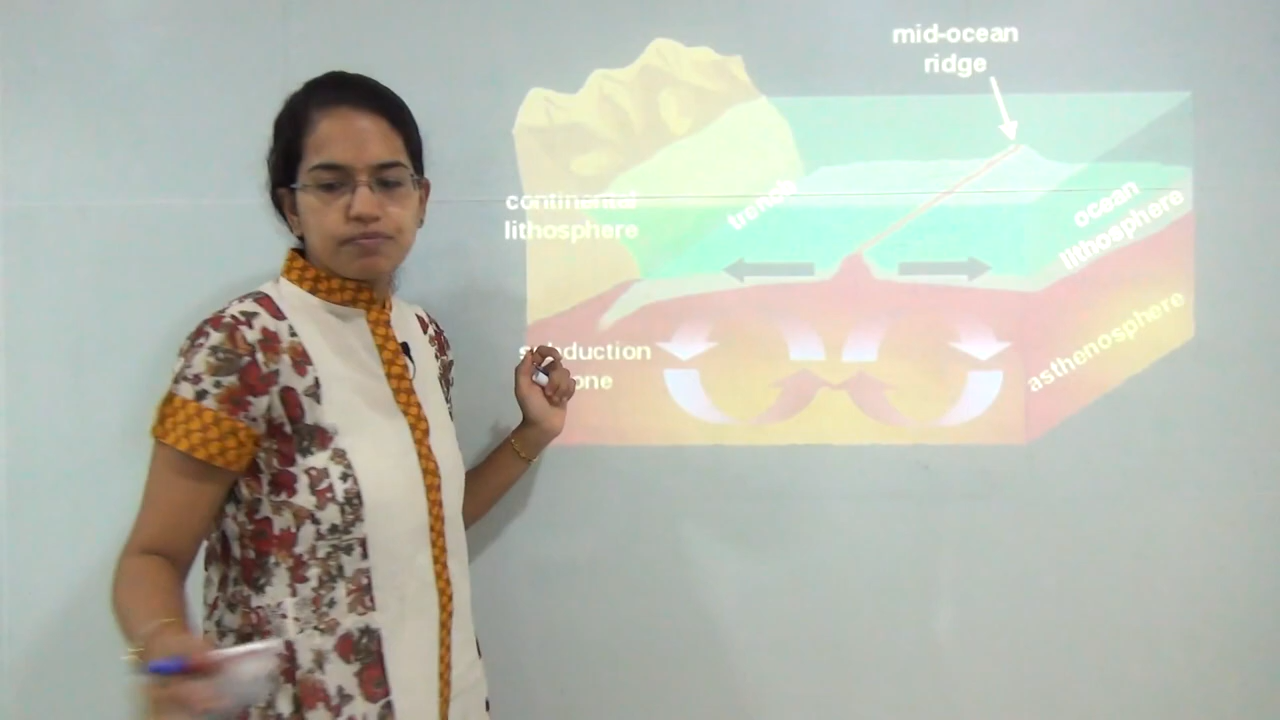 mid-ocean
ridge
continental
lithosphere
trench
ocean
lithosphere
subduction
zone
asthenosphere